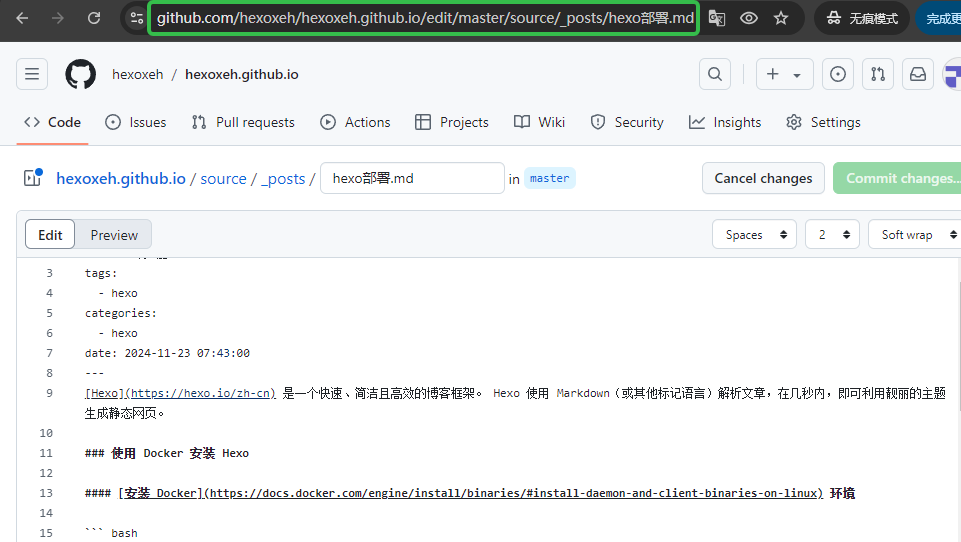 github.com/hexoxeh/hexoxeh.github.io/edit/master/source/_posts/hexo部署.md 无痕模式 完成更
hexoxeh / hexoxeh.github.io
Code Issues Pull requests Actions Projects Wiki Security Insights Settings
hexoxeh.github.io / source / _posts / hexo部署.md in master Cancel changes Commit changes...
Edit Preview Spaces 2 Soft wrap
3 tags:
4 - hexo
5 categories:
6 - hexo
7 date: 2024-11-23 07:43:00
8 ---
9 [Hexo](https://hexo.io/zh-cn) 是一个快速、简洁且高效的博客框架。 Hexo 使用 Markdown（或其他标记语言）解析文章，在几秒内，即可利用靓丽的主题
生成静态网页。
10
11 ### 使用 Docker 安装 Hexo
12
13 #### [安装 Docker](https://docs.docker.com/engine/install/binaries/#install-daemon-and-client-binaries-on-linux) 环境
14
15 ``` bash